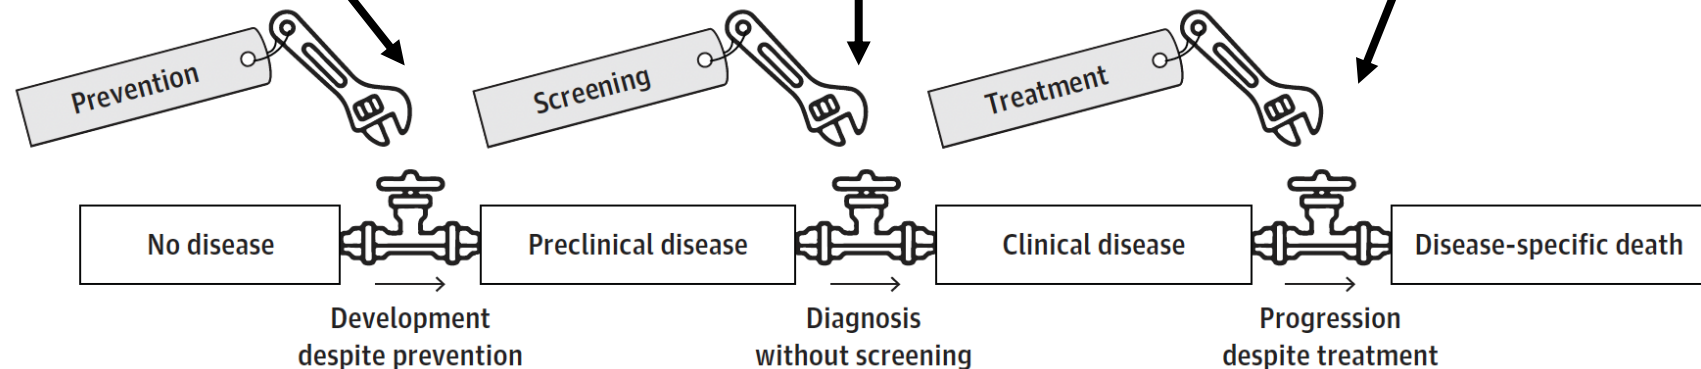 Prevention
Screening
Treatment
No disease
Preclinical disease
Clinical disease
Disease-specific death
Development
despite prevention
Diagnosis
without screening
Progression
despite treatment